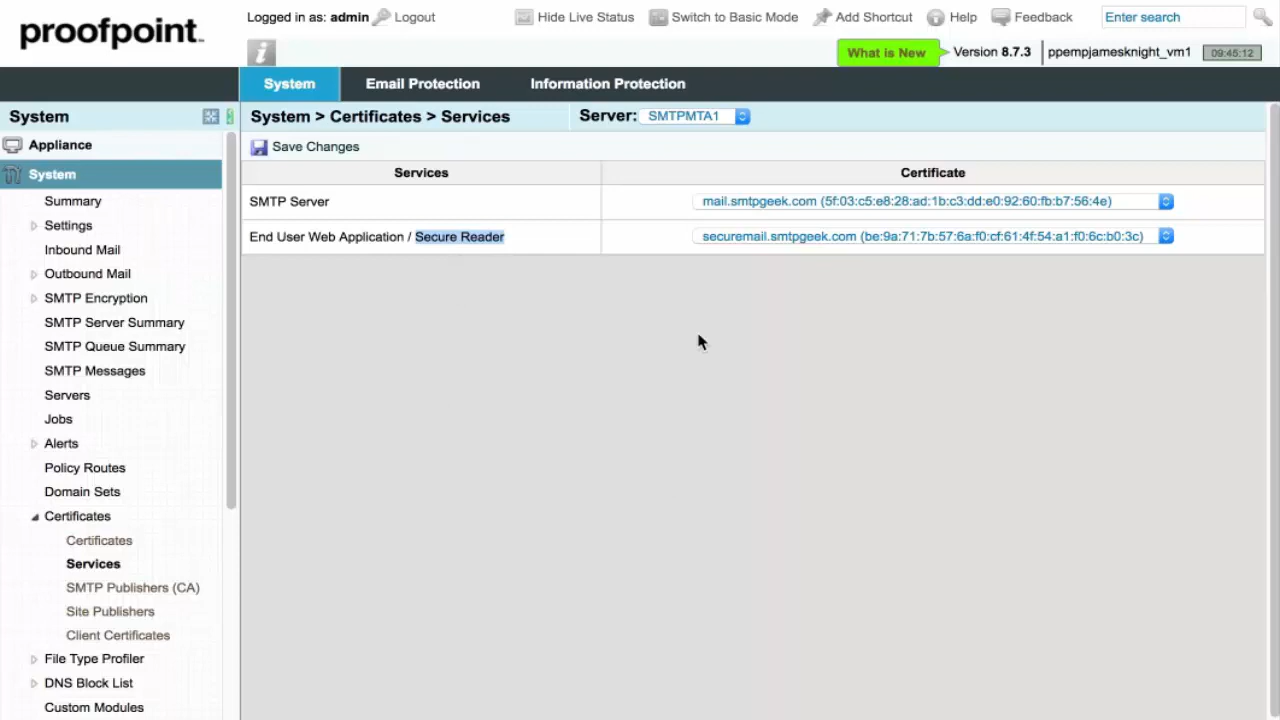 proofpoint™
Logged in as: admin Logout Hide Live Status Switch to Basic Mode Add Shortcut Help Feedback Enter search
What is New Version 8.7.3 ppempjamesknight_vm1 09:45:12
System Email Protection Information Protection
System
System > Certificates > Services Server: SMTPMTA1
Save Changes
Services Certificate
SMTP Server mail.smtpgeek.com (5f:03:c5:e8:28:ad:1b:c3:dd:e0:92:60:fb:b7:56:4e)
End User Web Application / Secure Reader securemail.smtpgeek.com (be:9a:71:7b:57:6a:f0:cf:61:4f:54:a1:f0:6c:b0:3c)
Appliance
System
Summary
Settings
Inbound Mail
Outbound Mail
SMTP Encryption
SMTP Server Summary
SMTP Queue Summary
SMTP Messages
Servers
Jobs
Alerts
Policy Routes
Domain Sets
Certificates
Certificates
Services
SMTP Publishers (CA)
Site Publishers
Client Certificates
File Type Profiler
DNS Block List
Custom Modules